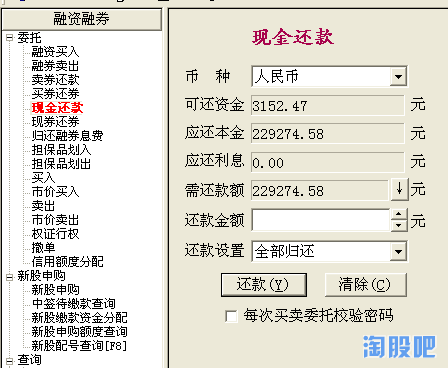 融资融券
委托
融资买入
融券卖出
卖券还款
买券还券
现金还款
现券还券
归还融券息费
担保品划入
担保品划出
买入
市价买入
卖出
市价卖出
权证行权
撤单
信用额度分配
新股申购
新股申购
中签待缴款查询
新股缴款资金分配
新股申购额度查询
新股配号查询[F8]
查询
现金还款
币 种 人民币
可还资金 3152.47 元
应还本金 229274.58 元
应还利息 0.00 元
需还款额 229274.58 ↓ 元
还款金额 元
还款设置 全部归还
还款(Y) 清除(C)
每次买卖委托校验密码
淘股吧